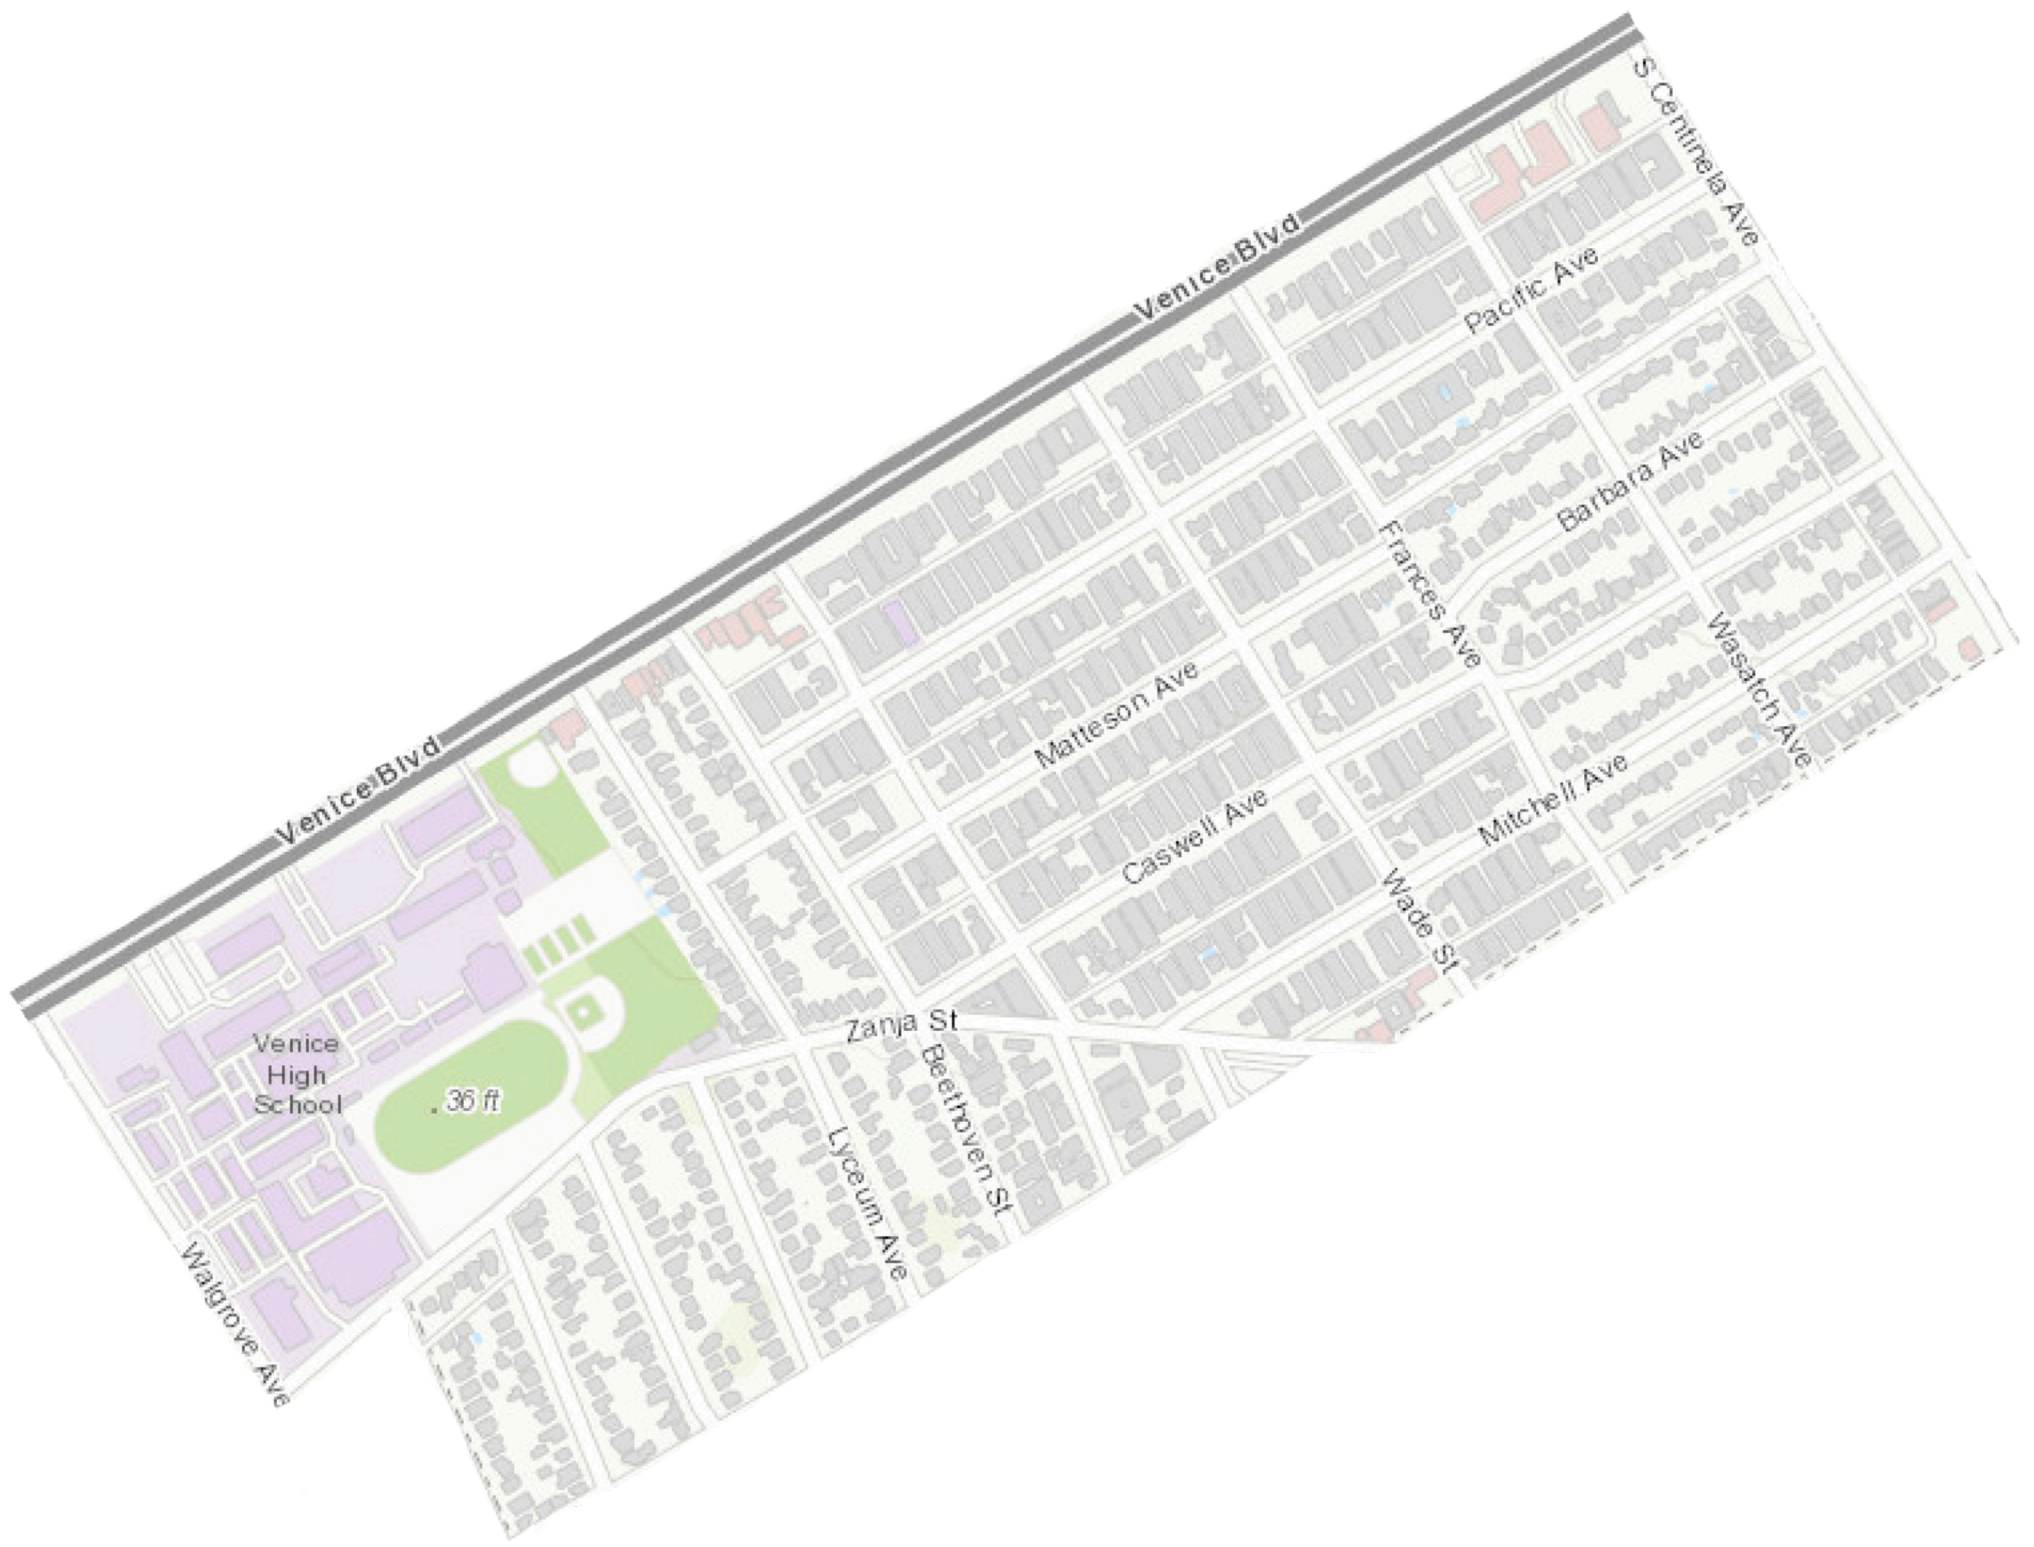 S Centinela Ave
Venice Blvd
Pacific Ave
Barbara Ave
Frances Ave
Wasatch Ave
Matteson Ave
Venice Blvd
Caswell Ave
Mitchell Ave
Wade St
Zanja St
Venice
High
School
36 ft
Beethoven St
Lyceum Ave
Walgrove Ave